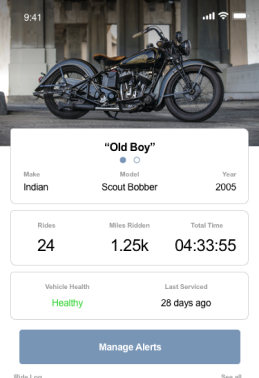 9:41
“Old Boy”
Make Model Year
Indian Scout Bobber 2005
Rides Miles Ridden Total Time
24 1.25k 04:33:55
Vehicle Health Last Serviced
Healthy 28 days ago
Manage Alerts
Ride Log See all